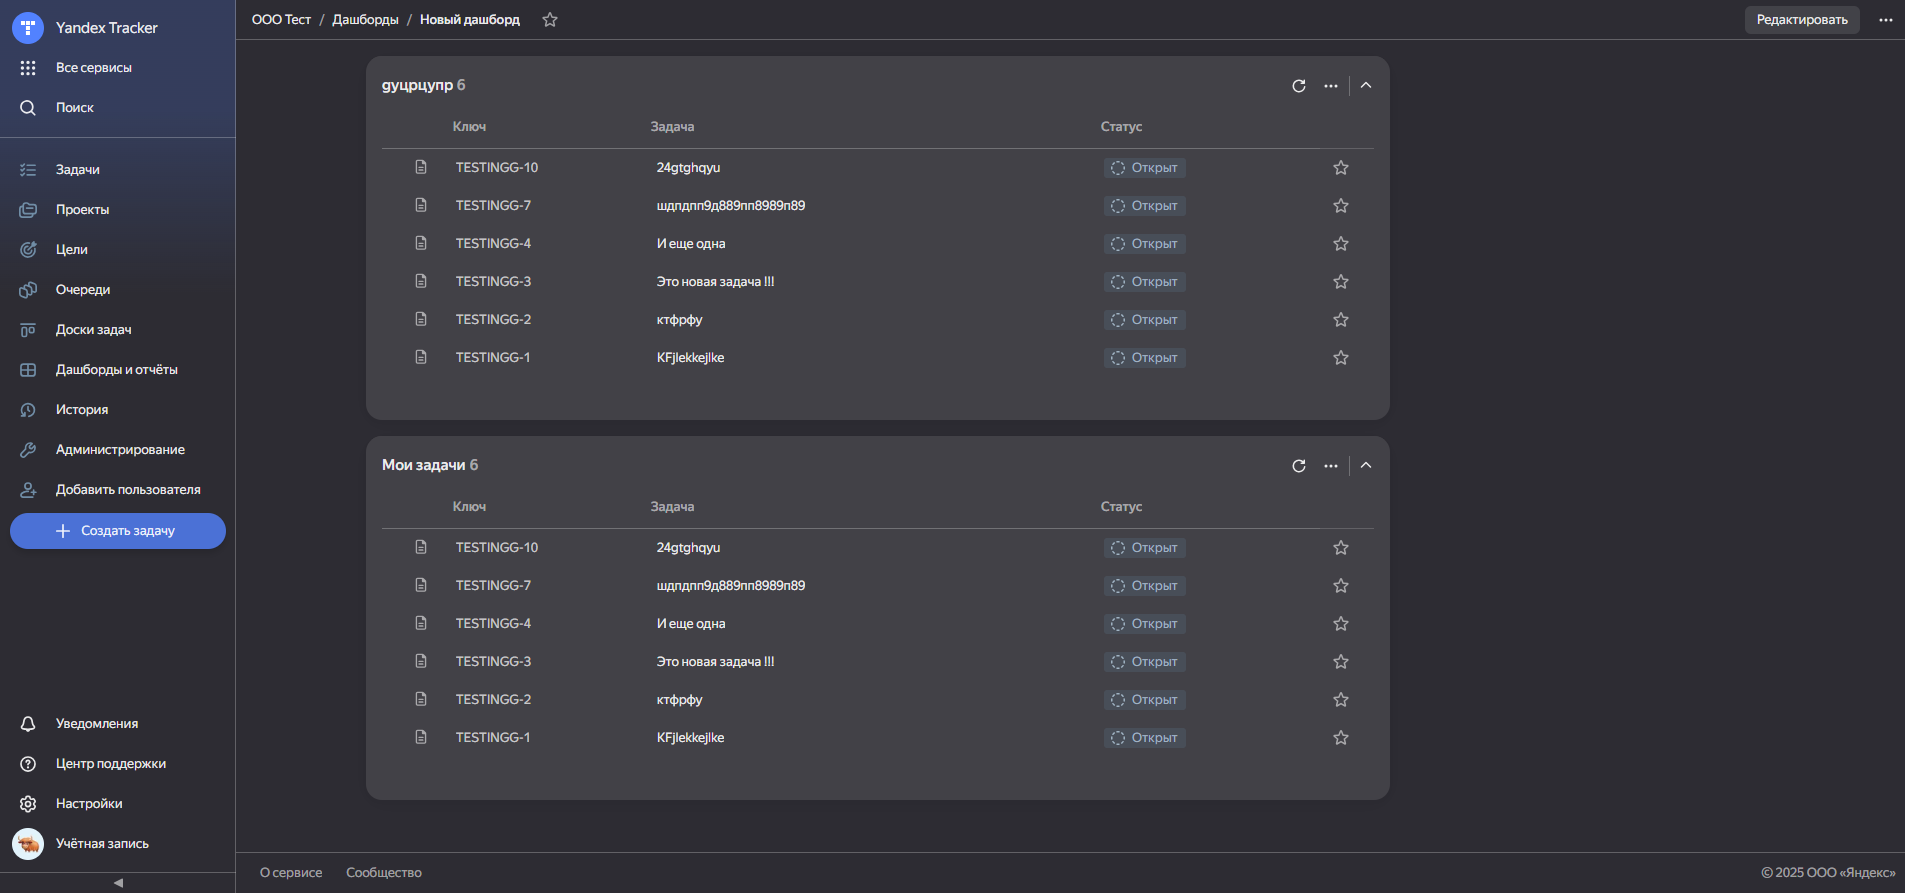 Yandex Tracker
Все сервисы
Поиск
Задачи
Проекты
Цели
Очереди
Доски задач
Дашборды и отчёты
История
Администрирование
Добавить пользователя
Создать задачу
Уведомления
Центр поддержки
Настройки
Учётная запись
ООО Тест / Дашборды / Новый дашборд
Редактировать
дуцрцупр 6
Ключ Задача Статус
TESTINGG-10 24gtghqyu Открыт
TESTINGG-7 шдпдпп9д889пп8989п89 Открыт
TESTINGG-4 И еще одна Открыт
TESTINGG-3 Это новая задача !!! Открыт
TESTINGG-2 ктфрфу Открыт
TESTINGG-1 KFjlekkejlke Открыт
Мои задачи 6
Ключ Задача Статус
TESTINGG-10 24gtghqyu Открыт
TESTINGG-7 шдпдпп9д889пп8989п89 Открыт
TESTINGG-4 И еще одна Открыт
TESTINGG-3 Это новая задача !!! Открыт
TESTINGG-2 ктфрфу Открыт
TESTINGG-1 KFjlekkejlke Открыт
О сервисе Сообщество
© 2025 ООО «Яндекс»